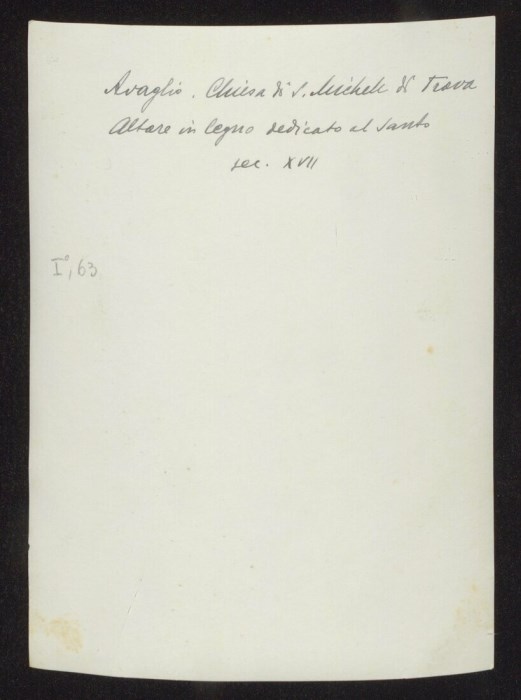 Avaglio. Chiesa di S. Michele di Trava
Altare in legno dedicato al Santo
sec. XVII
I°, 63